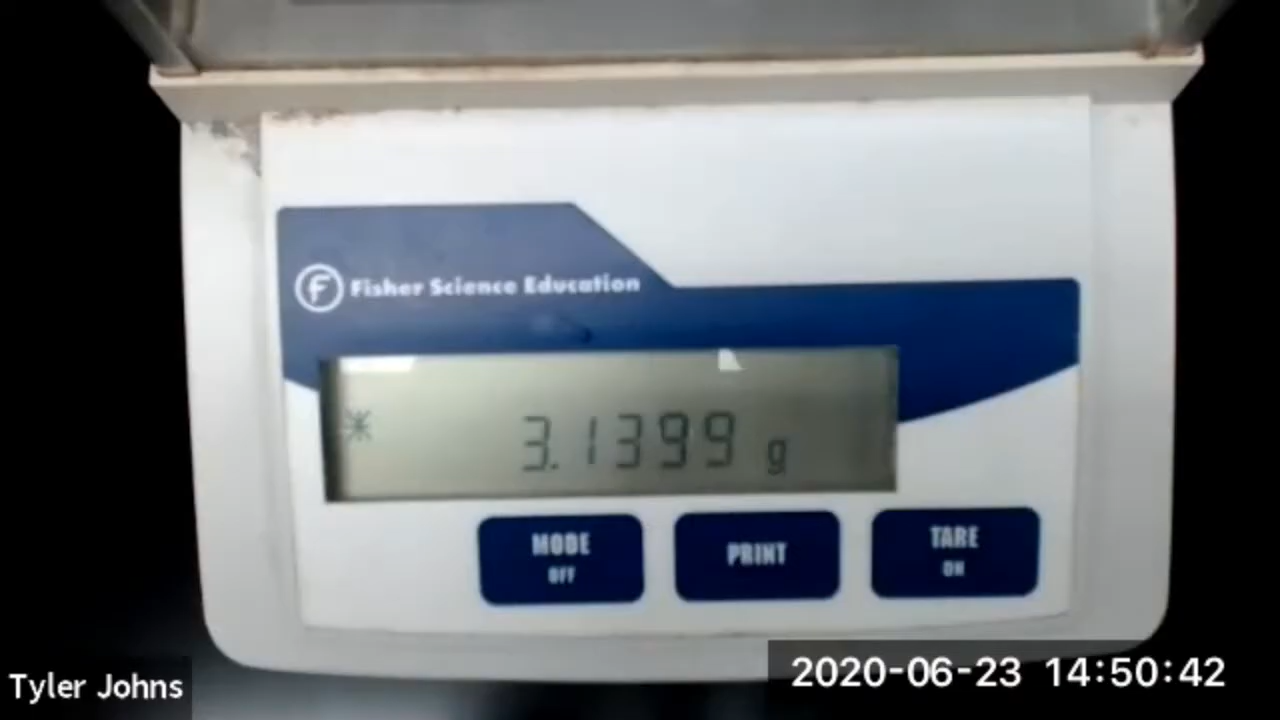 F Fisher Science Education
* 3.1399 g
MODE
OFF
PRINT
TARE
ON
Tyler Johns
2020-06-23 14:50:42